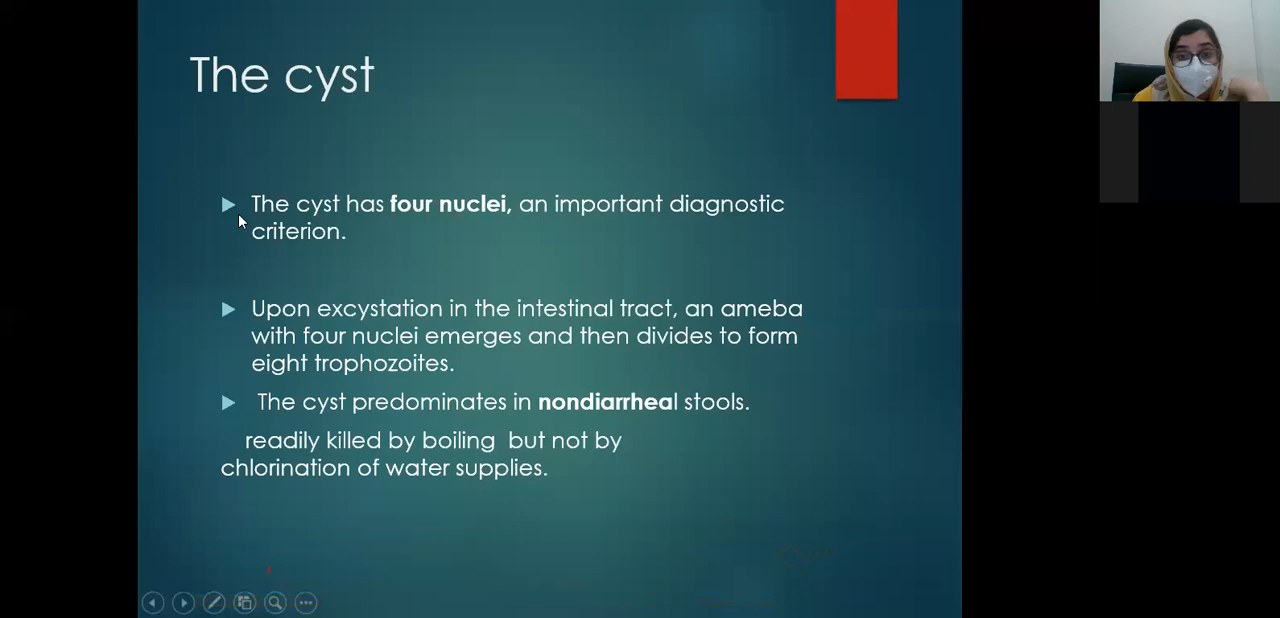 The cyst
The cyst has four nuclei, an important diagnostic
criterion.
Upon excystation in the intestinal tract, an ameba
with four nuclei emerges and then divides to form
eight trophozoites.
The cyst predominates in nondiarrheal stools.
readily killed by boiling but not by
chlorination of water supplies.